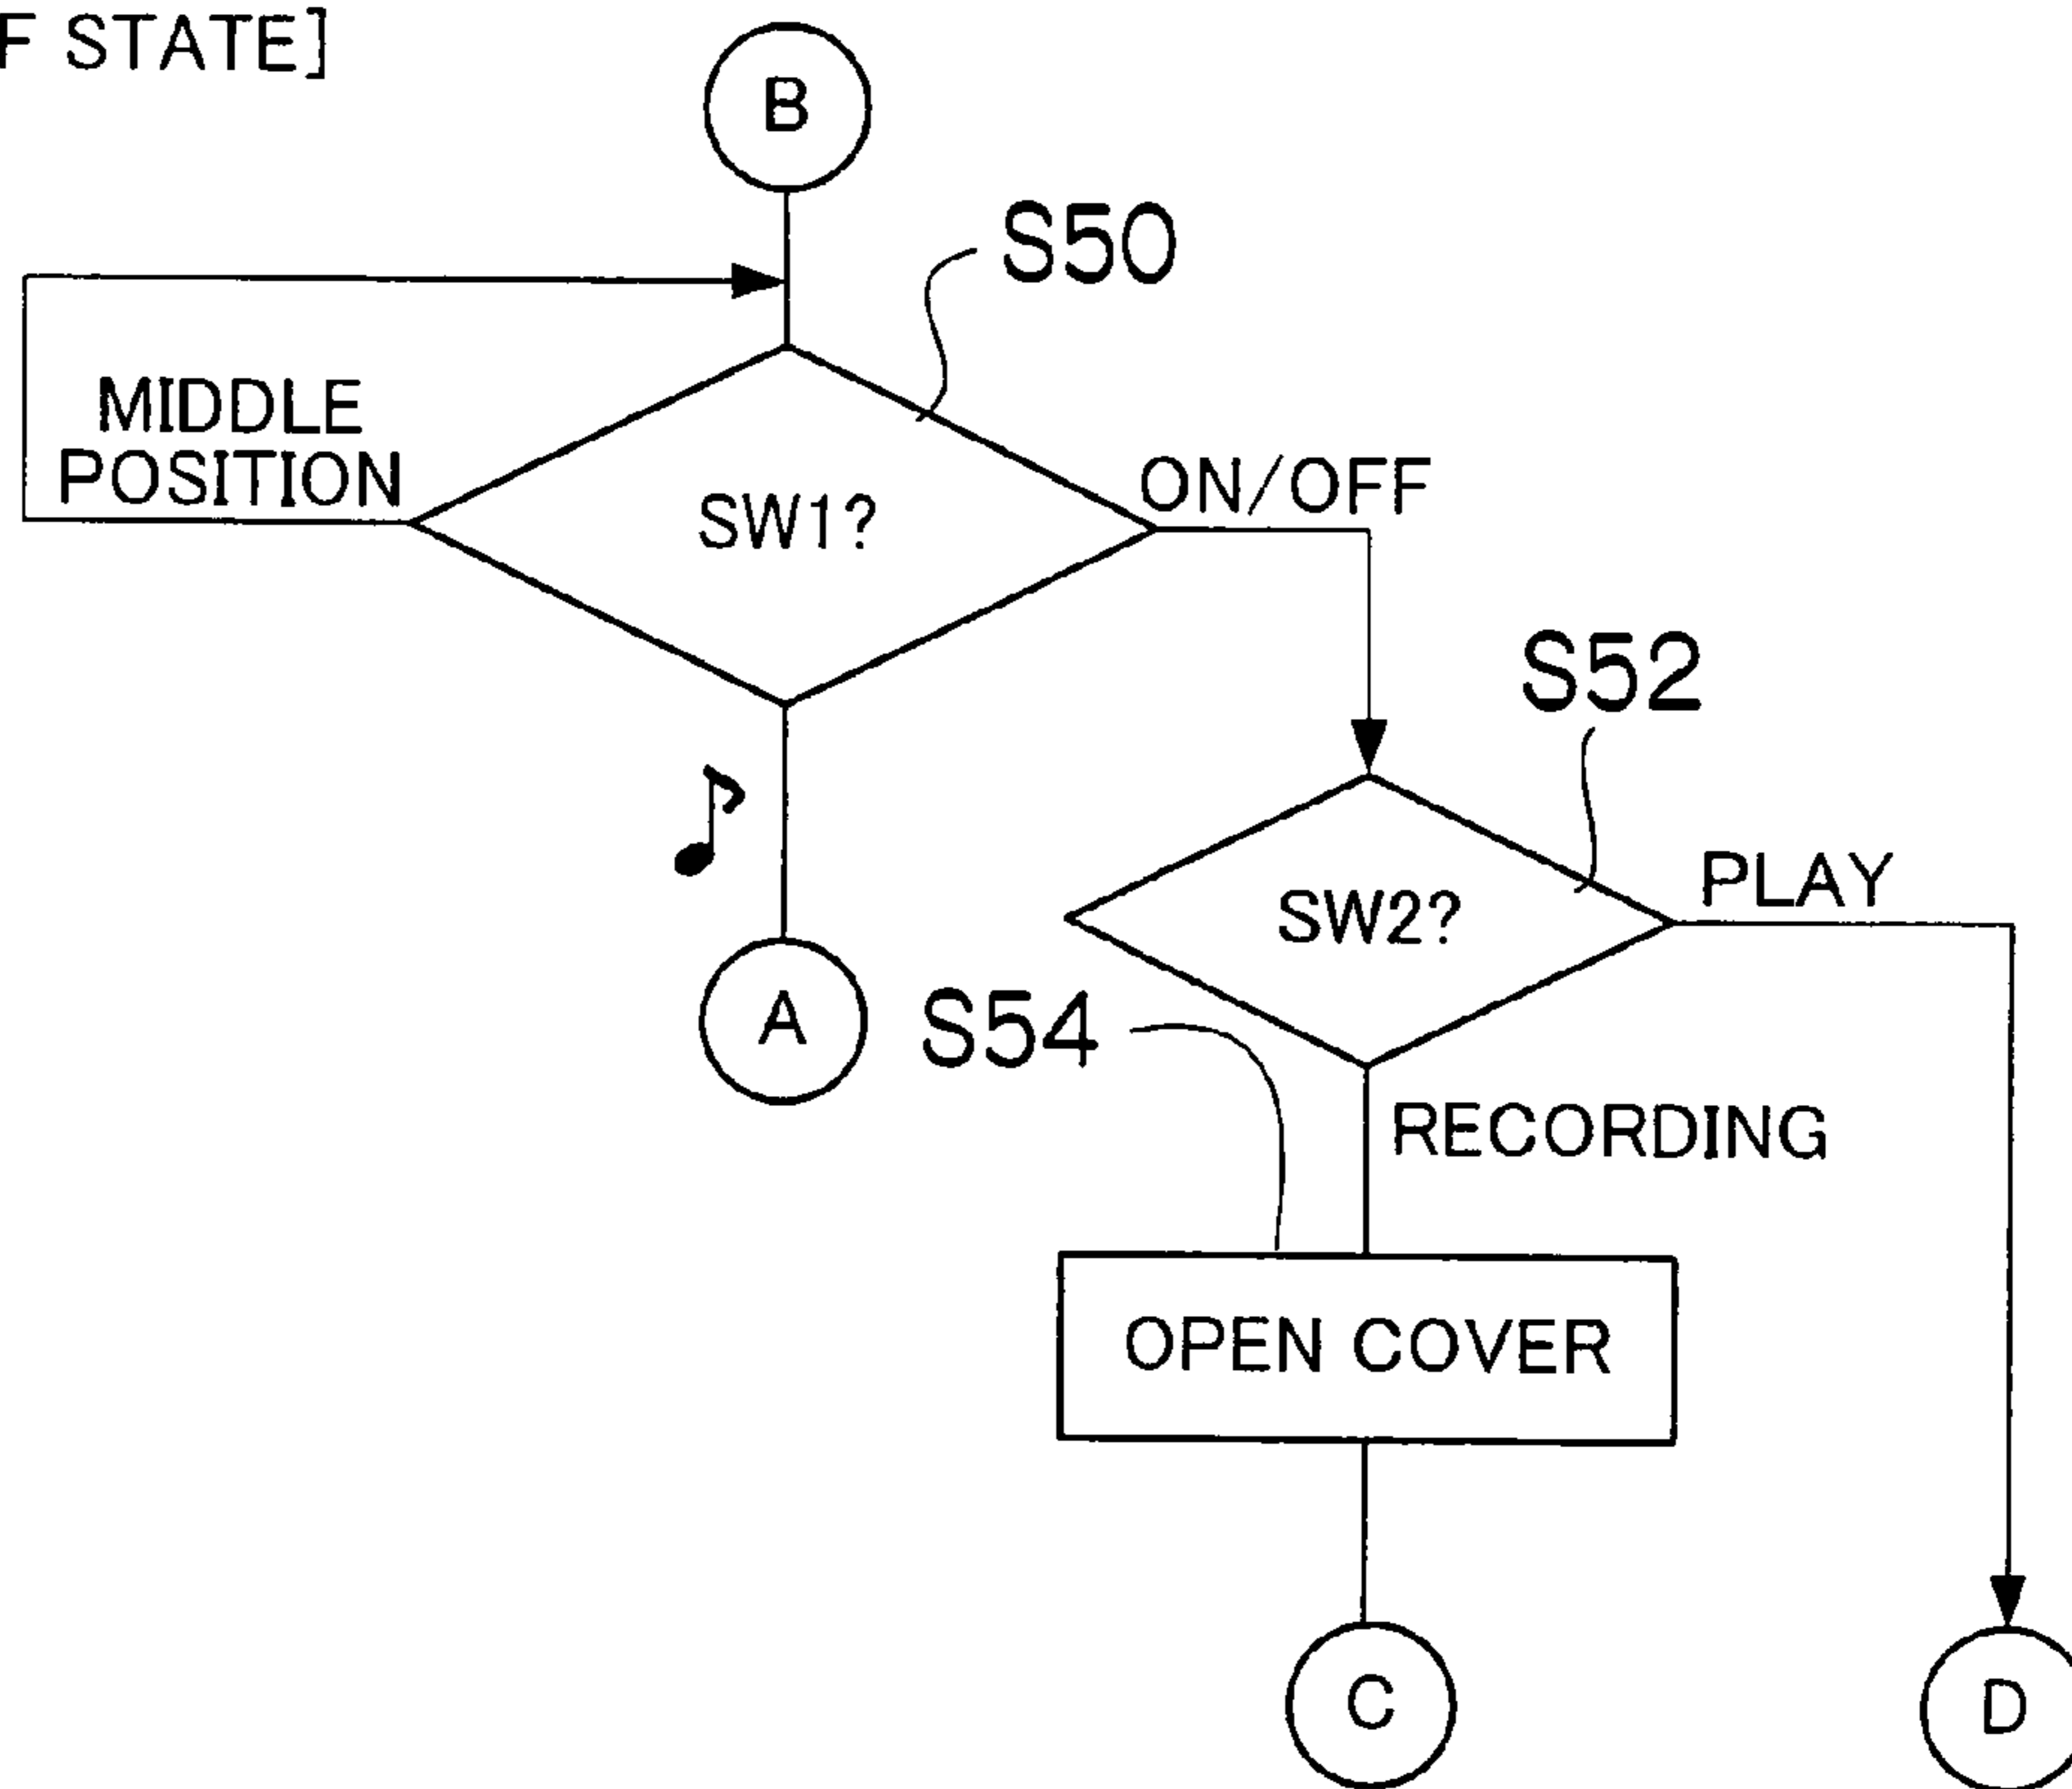 F STATE]
B
S50
MIDDLE
POSITION
SW1?
ON/OFF
S52
SW2?
PLAY
A
S54
RECORDING
OPEN COVER
C
D